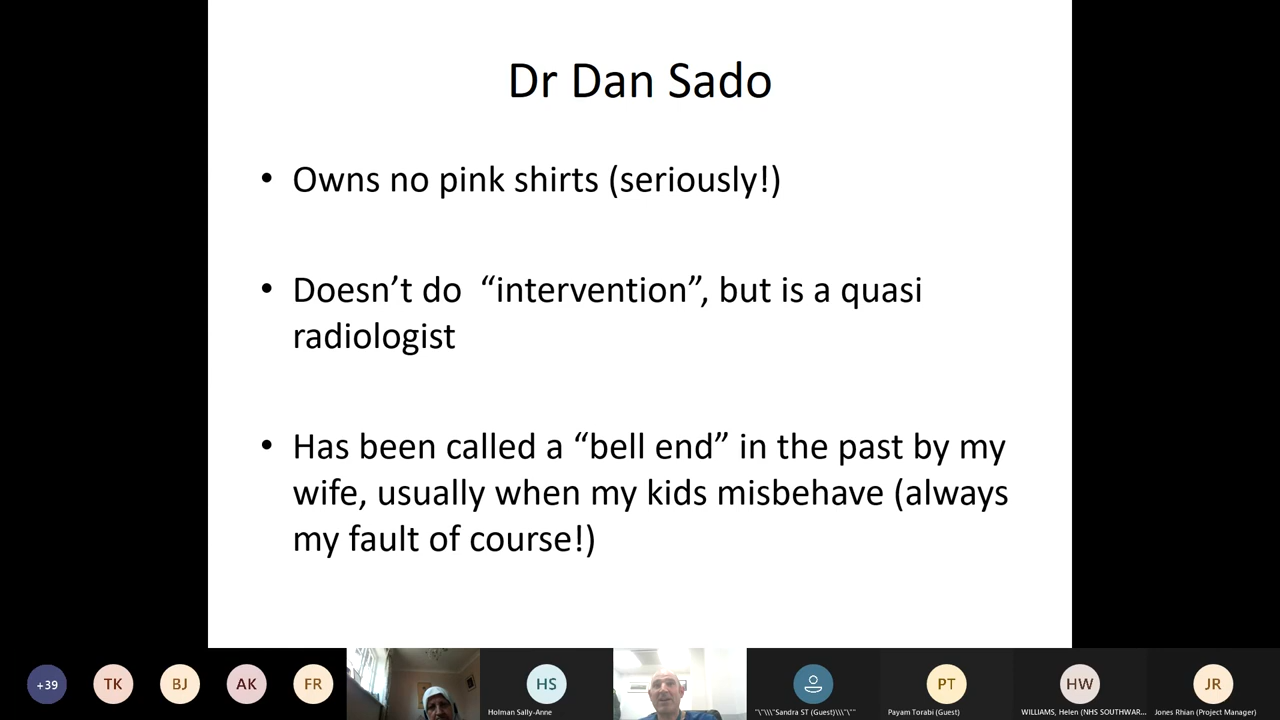 Dr Dan Sado
• Owns no pink shirts (seriously!)
• Doesn’t do “intervention”, but is a quasi
radiologist
• Has been called a “bell end” in the past by my
wife, usually when my kids misbehave (always
my fault of course!)
+39
TK
BJ
AK
FR
HS
PT
HW
JR
Holman Sally-Anne
"\"\\\"Sandra ST (Guest)\\\"\""
Payam Torabi (Guest)
WILLIAMS, Helen (NHS SOUTHWAR...
Jones Rhian (Project Manager)